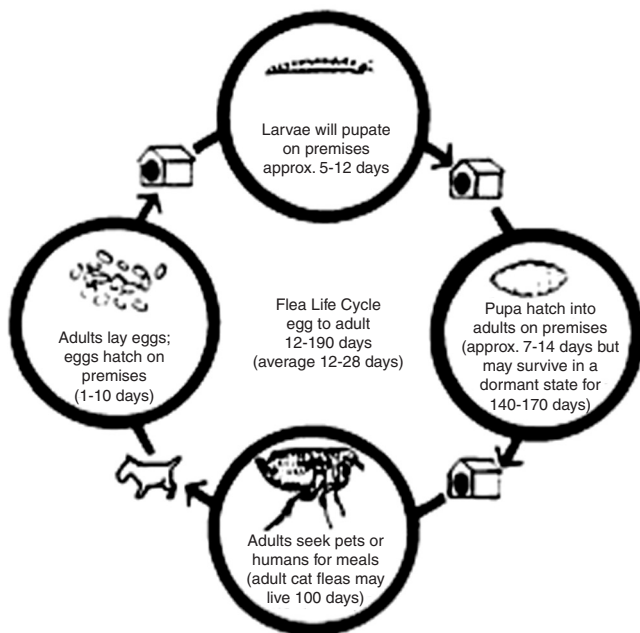 Larvae will pupate
on premises
approx. 5-12 days
Adults lay eggs;
eggs hatch on
premises
(1-10 days)
Flea Life Cycle
egg to adult
12-190 days
(average 12-28 days)
Pupa hatch into
adults on premises
(approx. 7-14 days but
may survive in a
dormant state for
140-170 days)
Adults seek pets or
humans for meals
(adult cat fleas may
live 100 days)